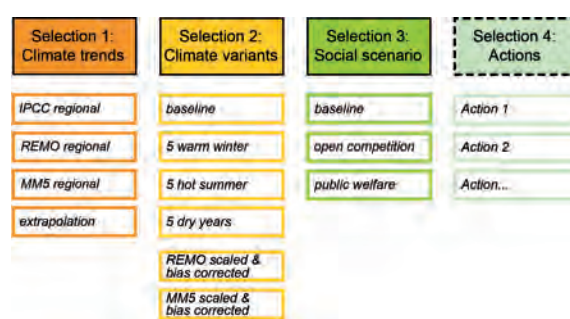 Selection 1:
Climate trends
IPCC regional
REMO regional
MM5 regional
extrapolation
Selection 2:
Climate variants
baseline
5 warm winter
5 hot summer
5 dry years
REMO scaled &
bias corrected
MM5 scaled &
bias corrected
Selection 3:
Social scenario
baseline
open competition
public welfare
Selection 4:
Actions
Action 1
Action 2
Action...